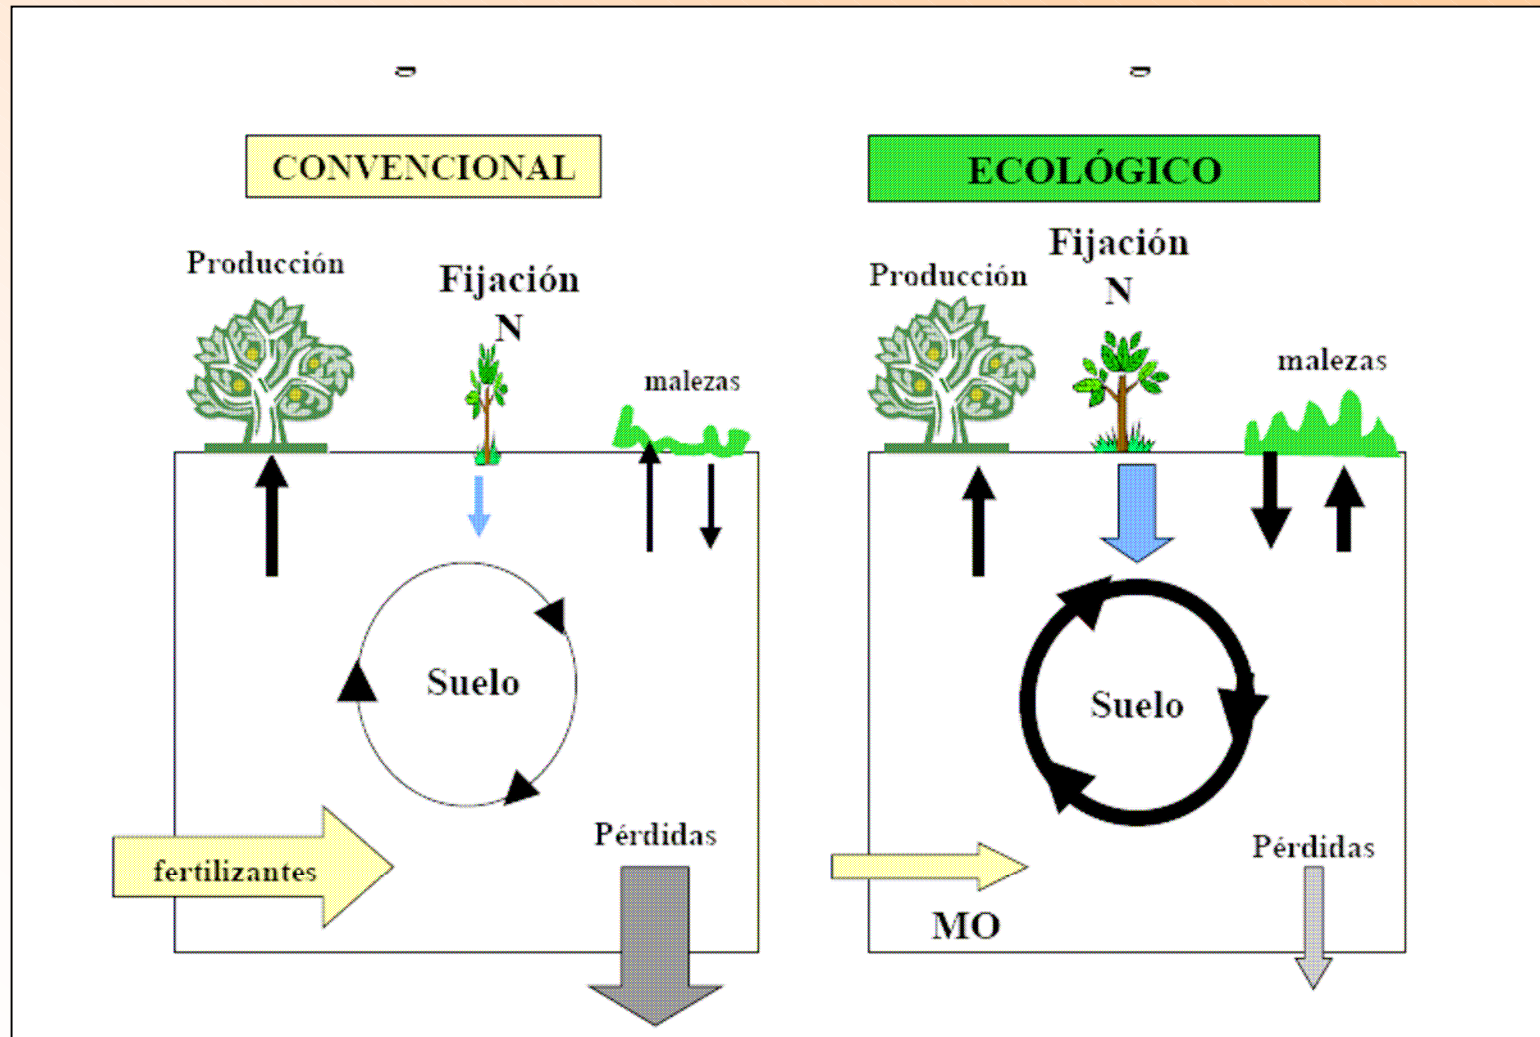 g
g
CONVENCIONAL
Producción
Fijación
N
malezas
Suelo
fertilizantes
Pérdidas
ECOLÓGICO
Producción
Fijación
N
malezas
Suelo
MO
Pérdidas